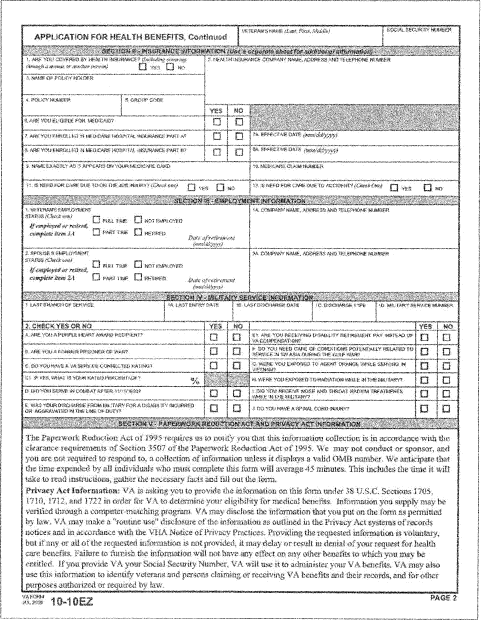 APPLICATION FOR HEALTH BENEFITS, Continued
VETERAN'S NAME (Last, First, Middle)
SOCIAL SECURITY NUMBER
SECTION II - INSURANCE INFORMATION (Use a separate sheet for additional information)
1. ARE YOU COVERED BY HEALTH INSURANCE? (Including coverage through a spouse or another person) YES NO
2. HEALTH INSURANCE COMPANY NAME, ADDRESS AND TELEPHONE NUMBER
3. NAME OF POLICY HOLDER
4. POLICY NUMBER
5. GROUP CODE
YES NO
6. ARE YOU ELIGIBLE FOR MEDICAID?
7. ARE YOU ENROLLED IN MEDICARE HOSPITAL INSURANCE PART A?
7A. EFFECTIVE DATE (mm/dd/yyyy)
8. ARE YOU ENROLLED IN MEDICARE HOSPITAL INSURANCE PART B?
8A. EFFECTIVE DATE (mm/dd/yyyy)
9. NAME EXACTLY AS IT APPEARS ON YOUR MEDICARE CARD
10. MEDICARE CLAIM NUMBER
11. IS NEED FOR CARE DUE TO ON THE JOB INJURY? (Check one) YES NO
12. IS NEED FOR CARE DUE TO ACCIDENT? (Check One) YES NO
SECTION III - EMPLOYMENT INFORMATION
1. VETERAN'S EMPLOYMENT
STATUS (Check one)
If employed or retired,
complete item 1A
FULL TIME NOT EMPLOYED
PART TIME RETIRED
Date of retirement
(mm/dd/yyyy)
1A. COMPANY NAME, ADDRESS AND TELEPHONE NUMBER
2. SPOUSE'S EMPLOYMENT
STATUS (Check one)
If employed or retired,
complete item 2A
FULL TIME NOT EMPLOYED
PART TIME RETIRED
Date of retirement
(mm/dd/yyyy)
2A. COMPANY NAME, ADDRESS AND TELEPHONE NUMBER
SECTION IV - MILITARY SERVICE INFORMATION
1. LAST BRANCH OF SERVICE
1A. LAST ENTRY DATE
1B. LAST DISCHARGE DATE
1C. DISCHARGE TYPE
1D. MILITARY SERVICE NUMBER
2. CHECK YES OR NO
YES NO
YES NO
A. ARE YOU A PURPLE HEART AWARD RECIPIENT?
E1. ARE YOU RECEIVING DISABILITY RETIREMENT PAY INSTEAD OF
VA COMPENSATION?
B. ARE YOU A FORMER PRISONER OF WAR?
F. DO YOU NEED CARE OF CONDITIONS POTENTIALLY RELATED TO
SERVICE IN SW ASIA DURING THE GULF WAR?
C. DO YOU HAVE A VA SERVICE-CONNECTED RATING?
G. WERE YOU EXPOSED TO AGENT ORANGE WHILE SERVING IN
VIETNAM?
C1. IF YES, WHAT IS YOUR RATED PERCENTAGE? %
H. WERE YOU EXPOSED TO RADIATION WHILE IN THE MILITARY?
D. DID YOU SERVE IN COMBAT AFTER 11/11/1998?
I. DID YOU RECEIVE NOSE AND THROAT RADIUM TREATMENTS
WHILE IN THE MILITARY?
E. WAS YOUR DISCHARGE FROM MILITARY FOR A DISABILITY INCURRED
OR AGGRAVATED IN THE LINE OF DUTY?
J. DO YOU HAVE A SPINAL CORD INJURY?
SECTION V - PAPERWORK REDUCTION ACT AND PRIVACY ACT INFORMATION
The Paperwork Reduction Act of 1995 requires us to notify you that this information collection is in accordance with the
clearance requirements of Section 3507 of the Paperwork Reduction Act of 1995. We may not conduct or sponsor, and
you are not required to respond to, a collection of information unless it displays a valid OMB number. We anticipate that
the time expended by all individuals who must complete this form will average 45 minutes. This includes the time it will
take to read instructions, gather the necessary facts and fill out the form.
Privacy Act Information: VA is asking you to provide the information on this form under 38 U.S.C. Sections 1705,
1710, 1712, and 1722 in order for VA to determine your eligibility for medical benefits. Information you supply may be
verified through a computer-matching program. VA may disclose the information that you put on the form as permitted
by law. VA may make a "routine use" disclosure of the information as outlined in the Privacy Act systems of records
notices and in accordance with the VHA Notice of Privacy Practices. Providing the requested information is voluntary,
but if any or all of the requested information is not provided, it may delay or result in denial of your request for health
care benefits. Failure to furnish the information will not have any effect on any other benefits to which you may be
entitled. If you provide VA your Social Security Number, VA will use it to administer your VA benefits. VA may also
use this information to identify veterans and persons claiming or receiving VA benefits and their records, and for other
purposes authorized or required by law.
VA FORM
10-10EZ
PAGE 2